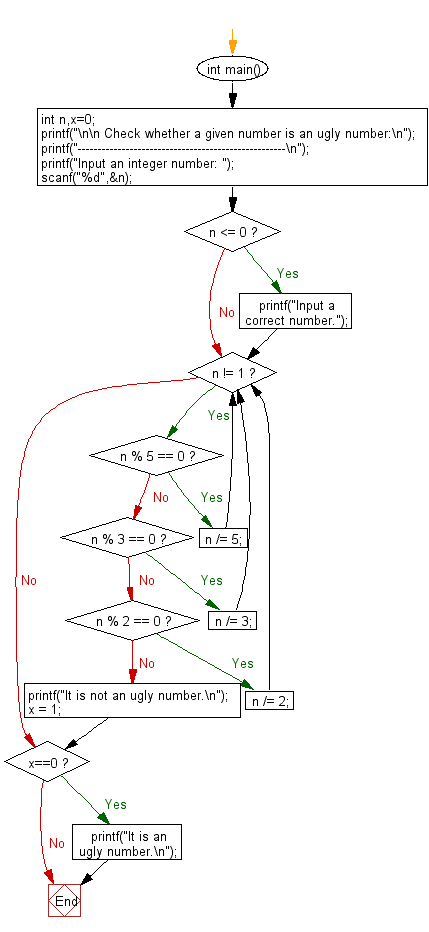 int main()
int n,x=0;
printf("\n\n Check whether a given number is an ugly number:\n");
printf("----------------------------------------------------\n");
printf("Input an integer number: ");
scanf("%d",&n);
n <= 0 ?
Yes
No
printf("Input a
correct number.");
n != 1 ?
Yes
n % 5 == 0 ?
No
Yes
n /= 5;
n % 3 == 0 ?
No
No
Yes
n /= 3;
n % 2 == 0 ?
No
Yes
printf("It is not an ugly number.\n");
x = 1;
n /= 2;
x==0 ?
Yes
No
printf("It is an
ugly number.\n");
End